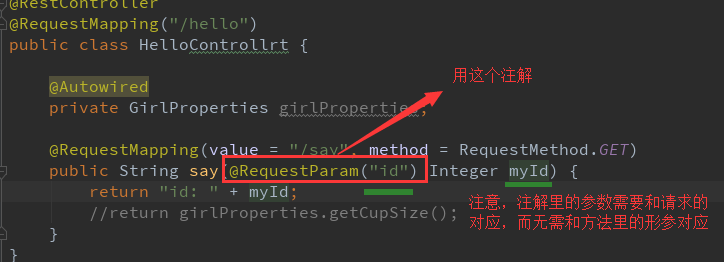 @RestController
@RequestMapping("/hello")
public class HelloControllrt {
@Autowired
用这个注解
private GirlProperties girlProperties;
@RequestMapping(value = "/say", method = RequestMethod.GET)
public String say(@RequestParam("id") Integer myId) {
return "id: " + myId;
注意，注解里的参数需要和请求的
//return girlProperties.getCupSize();
对应，而无需和方法里的形参对应
}
}